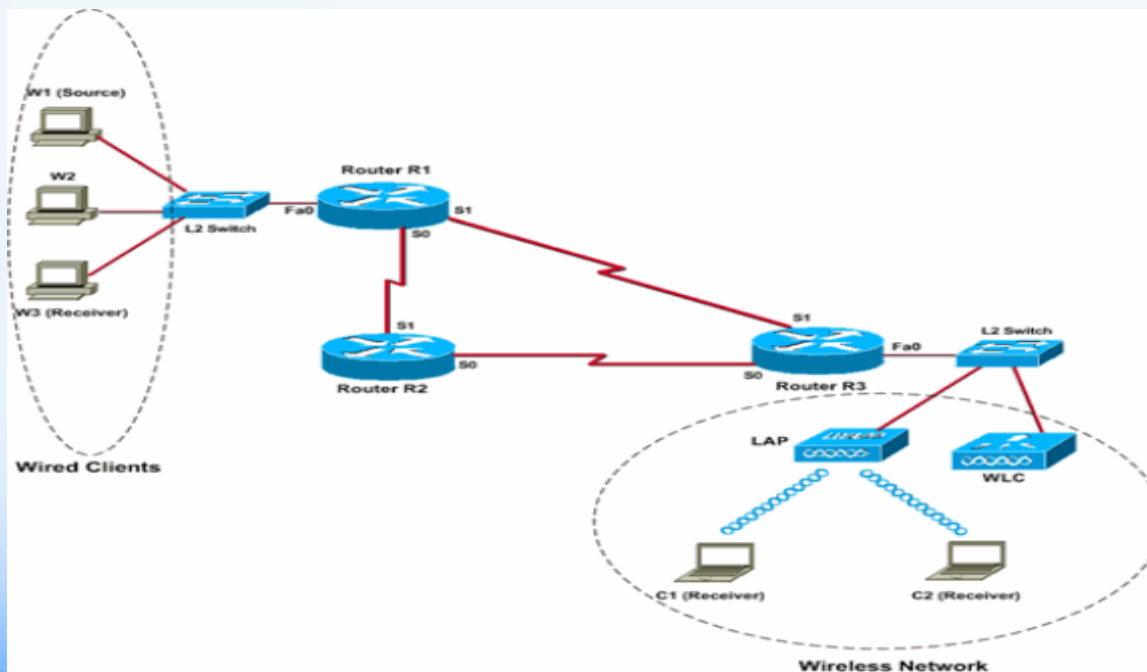 W1 (Source)
W2
W3 (Receiver)
Wired Clients
L2 Switch
Fa0
Router R1
S1
S0
S1
Router R2
S0
S1
S0
Router R3
Fa0
L2 Switch
LAP
WLC
C1 (Receiver)
C2 (Receiver)
Wireless Network